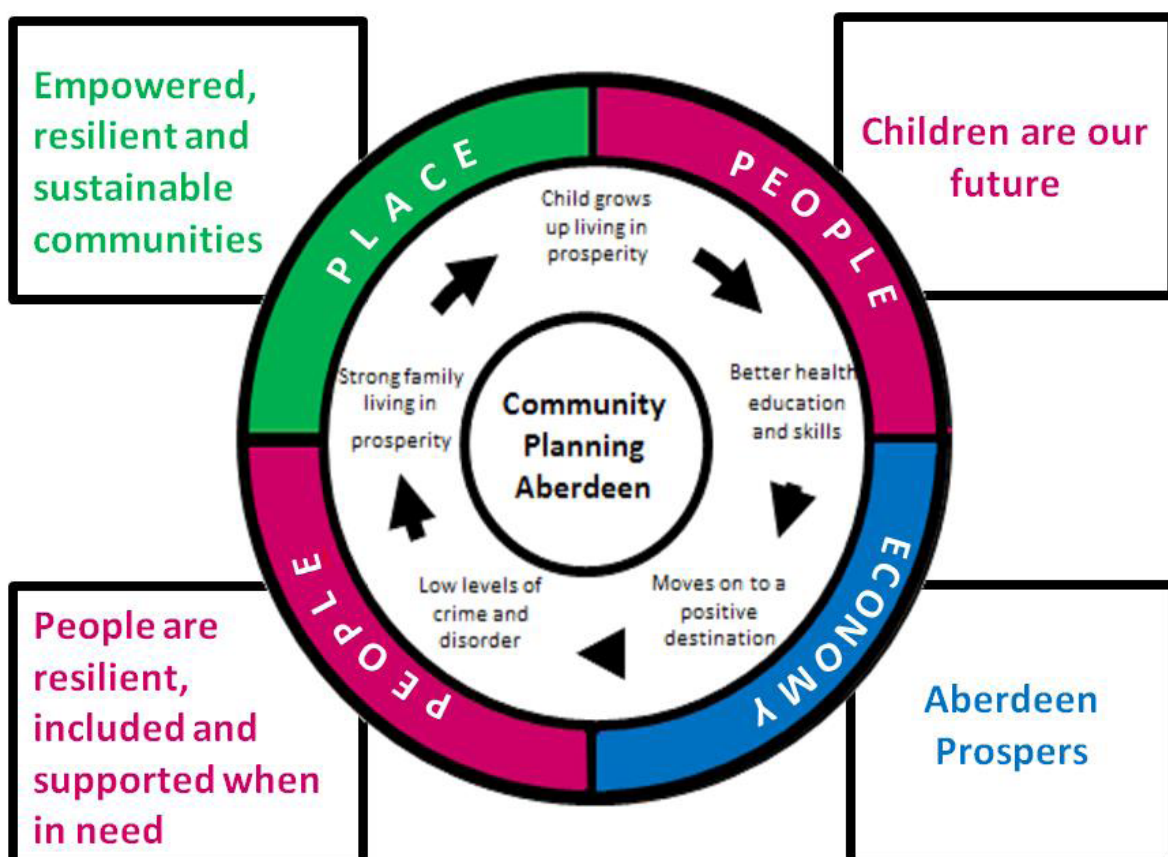 Empowered,
resilient and
sustainable
communities
Children are our
future
PLACE
PEOPLE
Child grows
up living in
prosperity
Strong family
living in
prosperity
Better health
education
and skills
Community
Planning
Aberdeen
Low levels of
crime and
disorder
Moves on to a
positive
destination
PEOPLE
ECONOMY
People are
resilient,
included and
supported when
in need
Aberdeen
Prospers